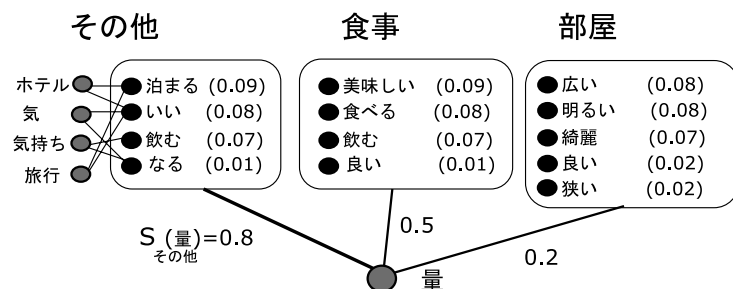 その他
食事
部屋
ホテル
気
気持ち
旅行
泊まる (0.09)
いい (0.08)
飲む (0.07)
なる (0.01)
美味しい (0.09)
食べる (0.08)
飲む (0.07)
良い (0.01)
広い (0.08)
明るい (0.08)
綺麗 (0.07)
良い (0.02)
狭い (0.02)
S その他 (量)=0.8
0.5
0.2
量